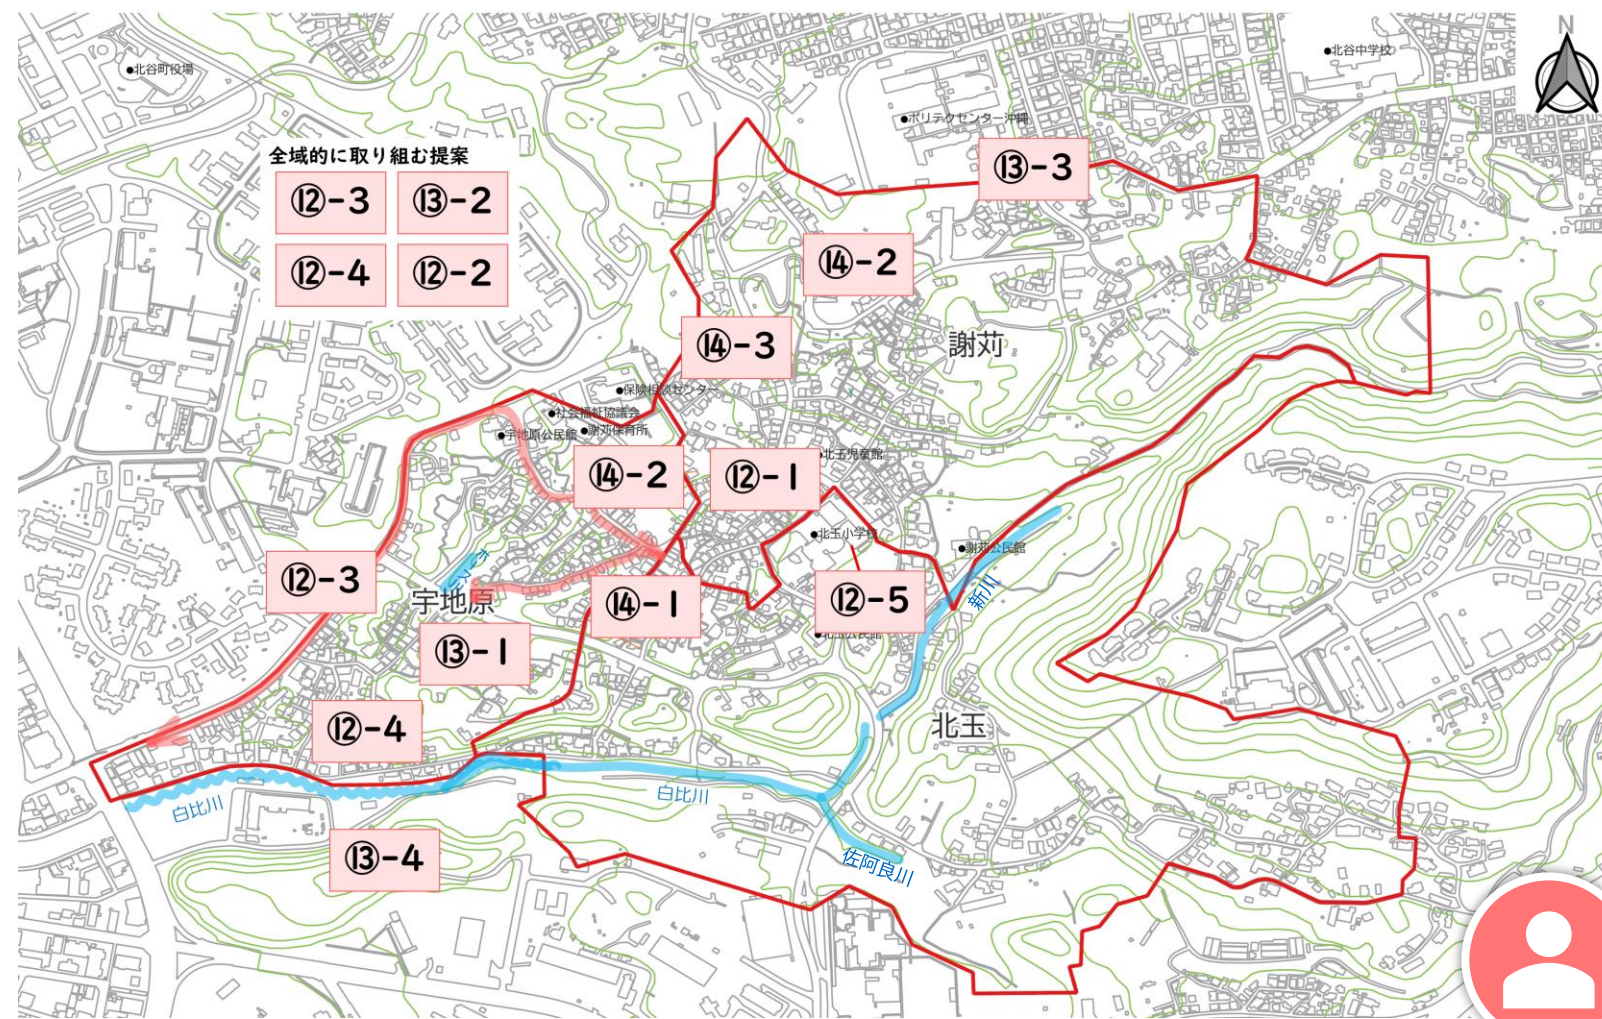 N
●北谷町役場
●北谷中学校
●ポリテクセンター沖縄
全域的に取り組む提案
⑫-3
⑬-2
⑫-4
⑫-2
⑬-3
⑭-2
⑭-3
謝苅
●保険相談センター
●社会福祉協議会
●宇地原公民館
●謝苅保育所
⑭-2
⑫-1
●北玉児童館
●北玉小学校
●謝苅公民館
⑫-3
宇地原
⑭-1
⑫-5
新川
●北玉公民館
⑬-1
⑫-4
北玉
白比川
白比川
⑬-4
佐阿良川